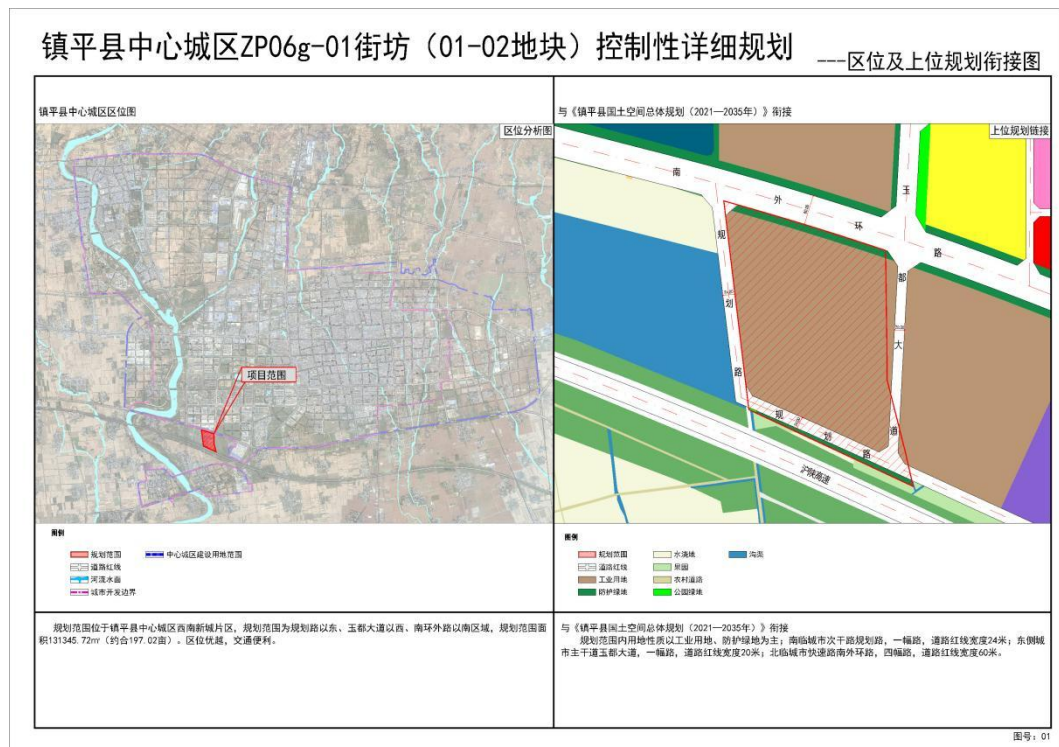 镇平县中心城区ZP06g-01街坊（01-02地块）控制性详细规划
---区位及上位规划衔接图
镇平县中心城区区位图
区位分析图
项目范围
图例
规划范围
中心城区建设用地范围
道路红线
河流水面
城市开发边界
规划范围位于镇平县中心城区西南新城片区，规划范围为规划路以东、玉都大道以西、南环外路以南区域，规划范围面
积131345.72㎡（约合197.02亩）。区位优越，交通便利。
与《镇平县国土空间总体规划（2021—2035年）》衔接
上位规划链接
南外环路
玉都大道
规划路
规划路
沪陕高速
图例
规划范围
水浇地
沟渠
道路红线
果园
工业用地
农村道路
防护绿地
公园绿地
与《镇平县国土空间总体规划（2021—2035年）》衔接
规划范围内用地性质以工业用地、防护绿地为主；南临城市次干路规划路，一幅路，道路红线宽度24米；东侧城
市主干道玉都大道，一幅路，道路红线宽度20米；北临城市快速路南外环路，四幅路，道路红线宽度60米。
图号：01